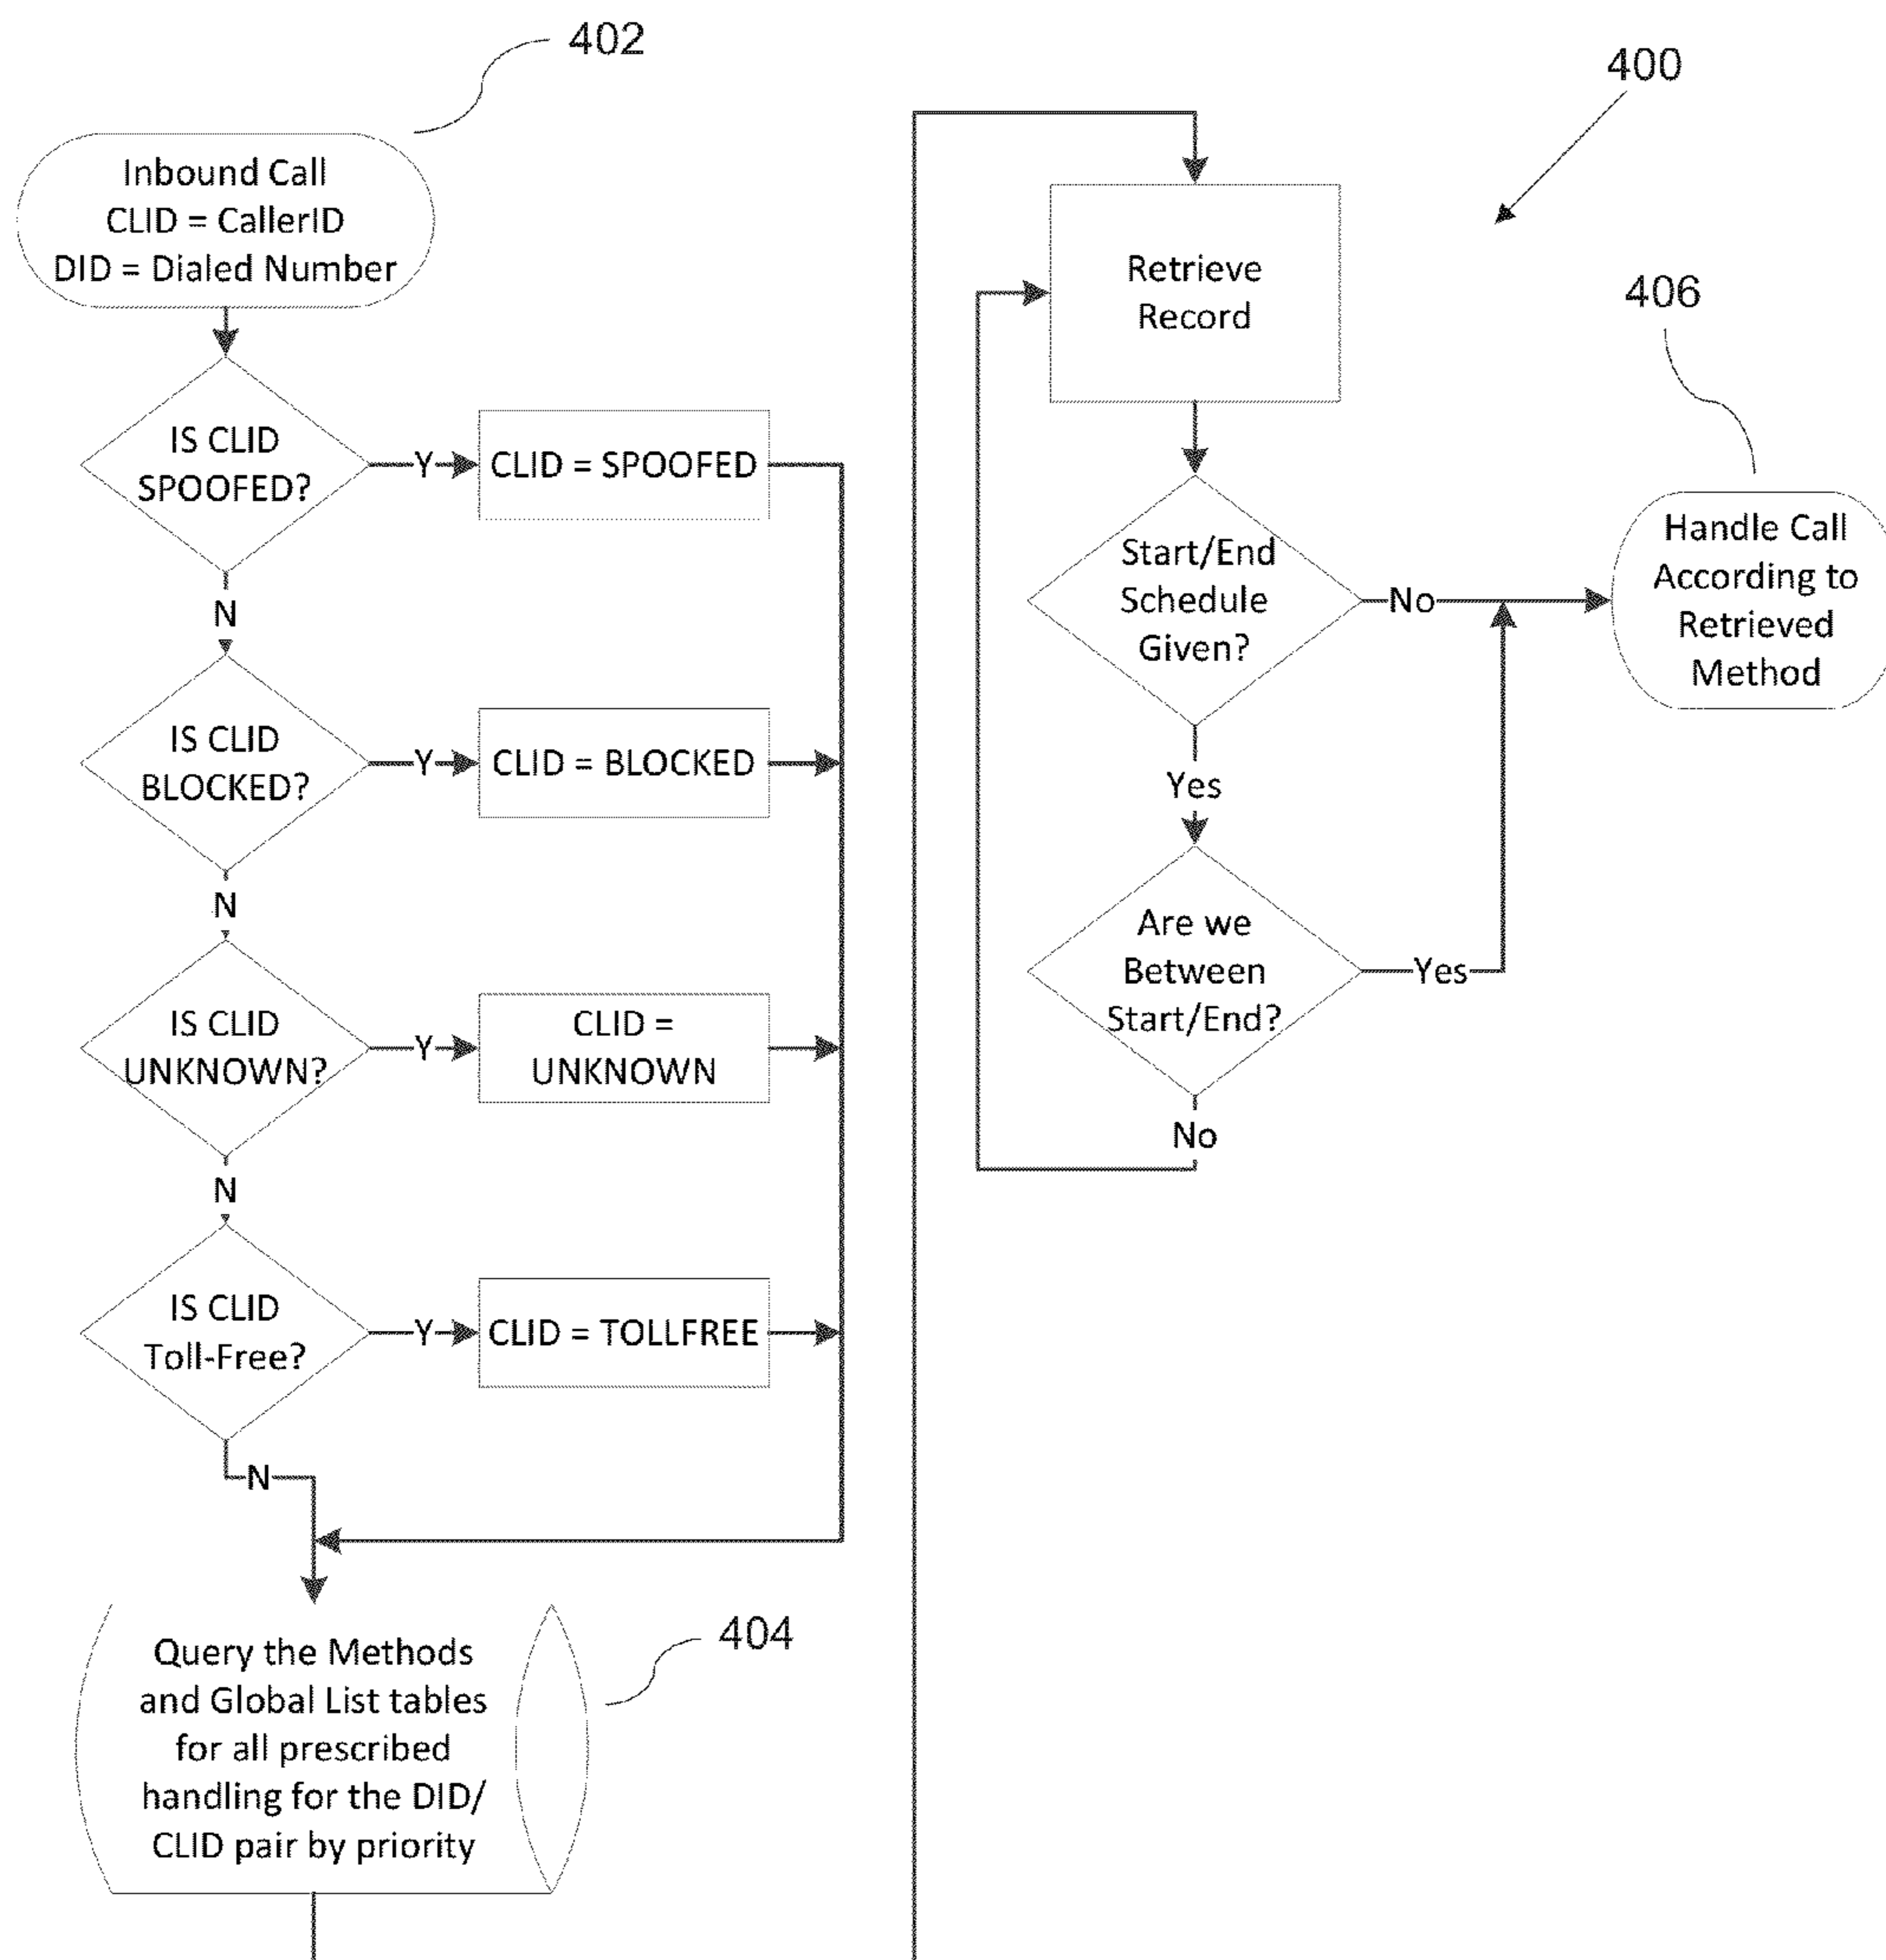 402
Inbound Call
CLID = CallerID
DID = Dialed Number
IS CLID
SPOOFED?
Y
CLID = SPOOFED
N
IS CLID
BLOCKED?
Y
CLID = BLOCKED
N
IS CLID
UNKNOWN?
Y
CLID =
UNKNOWN
N
IS CLID
Toll-Free?
Y
CLID = TOLLFREE
N
Query the Methods
and Global List tables
for all prescribed
handling for the DID/
CLID pair by priority
404
400
Retrieve
Record
406
Start/End
Schedule
Given?
No
Handle Call
According to
Retrieved
Method
Yes
Are we
Between
Start/End?
Yes
No